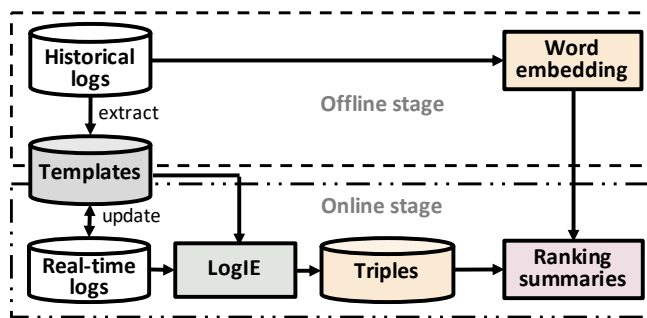 Historical
logs
Word
embedding
Offline stage
extract
Templates
Online stage
update
Real-time
logs
LogIE
Triples
Ranking
summaries